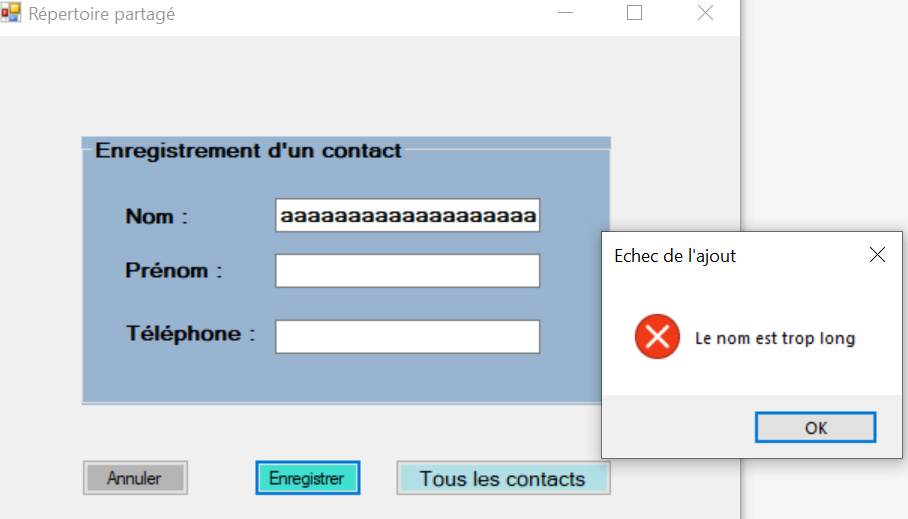 Répertoire partagé
Enregistrement d'un contact
Nom : aaaaaaaaaaaaaaaaaaa
Prénom :
Téléphone :
Annuler Enregistrer Tous les contacts
Echec de l'ajout
Le nom est trop long
OK